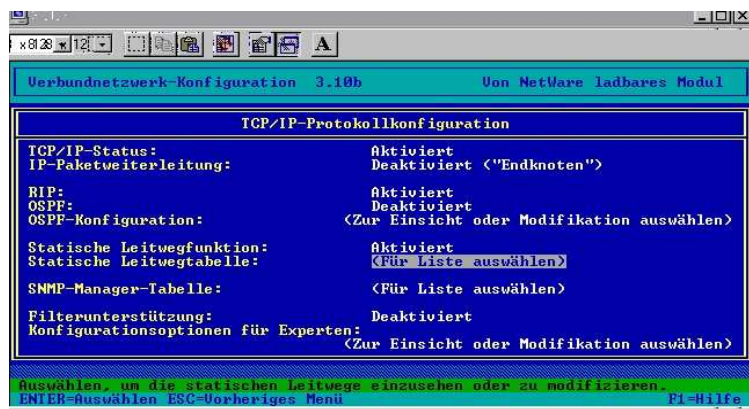 Verbundnetzwerk-Konfiguration 3.10b Von NetWare ladbares Modul
TCP/IP-Protokollkonfiguration
TCP/IP-Status: Aktiviert
IP-Paketweiterleitung: Deaktiviert ("Endknoten")
RIP: Aktiviert
OSPF: Deaktiviert
OSPF-Konfiguration: (Zur Einsicht oder Modifikation auswählen)
Statische Leitwegfunktion: Aktiviert
Statische Leitwegtabelle: (Für Liste auswählen)
SNMP-Manager-Tabelle: (Für Liste auswählen)
Filterunterstützung: Deaktiviert
Konfigurationsoptionen für Experten:
(Zur Einsicht oder Modifikation auswählen)
Auswählen, um die statischen Leitwege einzusehen oder zu modifizieren.
ENTER=Auswählen ESC=Vorheriges Menü F1=Hilfe